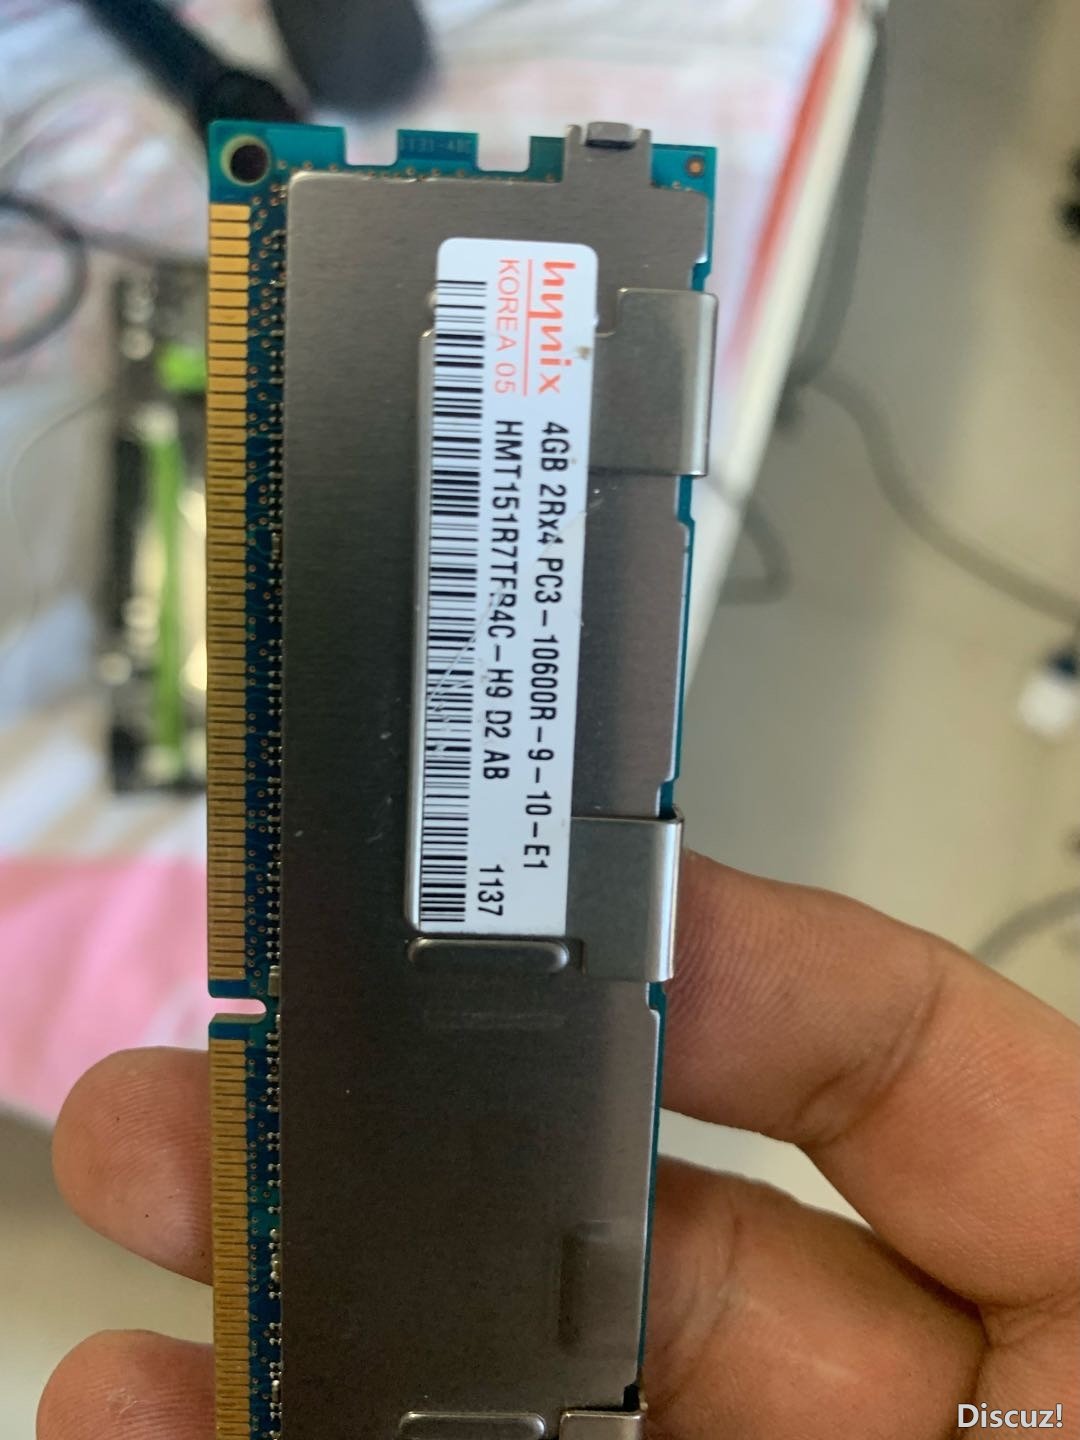 hynix
KOREA 05
4GB 2Rx4 PC3-10600R-9-10-E1
HMT151R7TFR4C-H9 D2 AB 1137
Discuz!